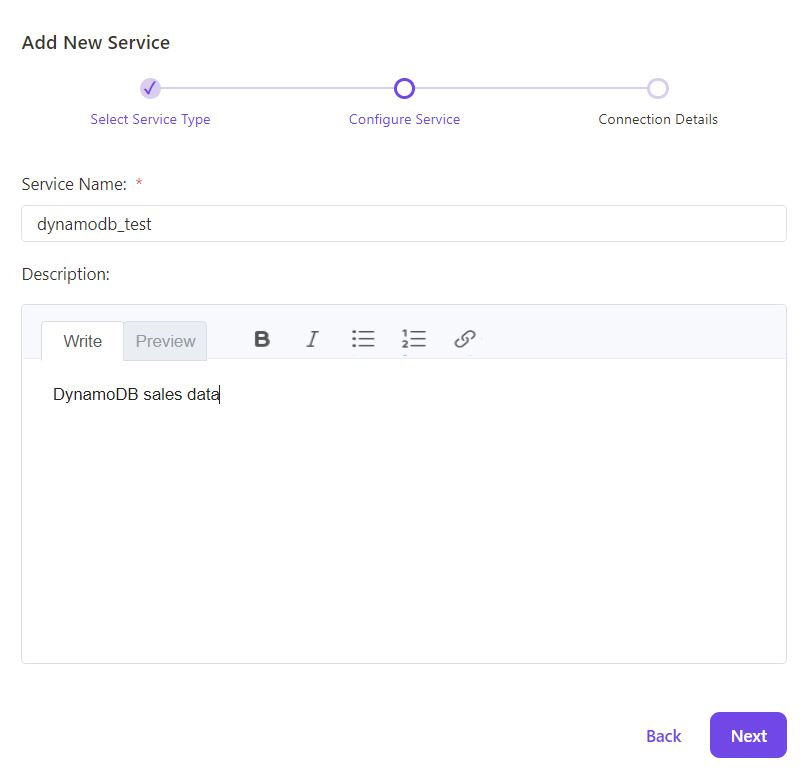 Add New Service
Select Service Type Configure Service Connection Details
Service Name: *
dynamodb_test
Description:
Write Preview B I
DynamoDB sales data
Back Next